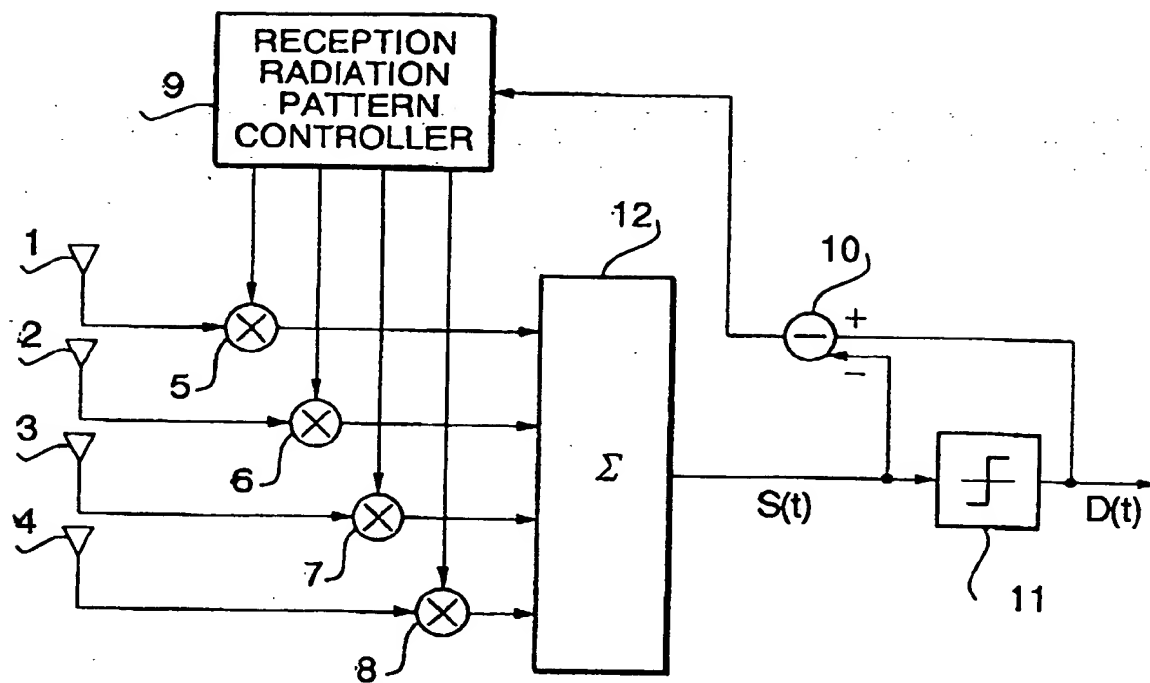 RECEPTION
RADIATION
PATTERN
CONTROLLER
9
1
2
3
4
5
6
7
8
12
Σ
10
+
−
−
S(t)
D(t)
11